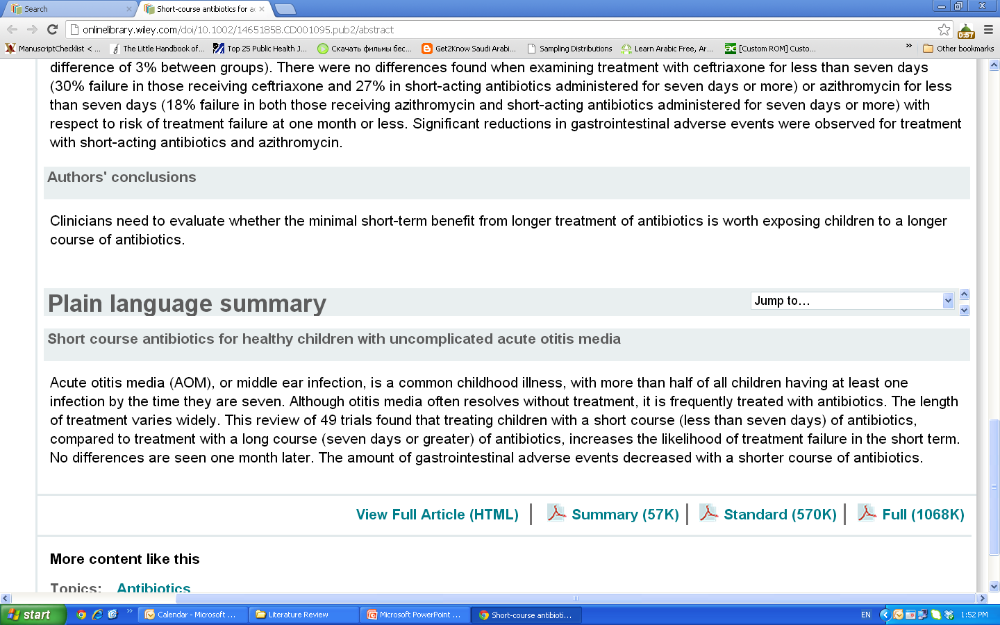 Search
Short-course antibiotics for a
onlinelibrary.wiley.com/doi/10.1002/14651858.CD001095.pub2/abstract
0:57
ManuscriptChecklist < ...
The Little Handbook of...
Top 25 Public Health J...
Скачать фильмы бес...
Get2Know Saudi Arabi...
Sampling Distributions
Learn Arabic Free, Ar...
[Custom ROM] Custo...
Other bookmarks
difference of 3% between groups). There were no differences found when examining treatment with ceftriaxone for less than seven days
(30% failure in those receiving ceftriaxone and 27% in short-acting antibiotics administered for seven days or more) or azithromycin for less
than seven days (18% failure in both those receiving azithromycin and short-acting antibiotics administered for seven days or more) with
respect to risk of treatment failure at one month or less. Significant reductions in gastrointestinal adverse events were observed for treatment
with short-acting antibiotics and azithromycin.
Authors' conclusions
Clinicians need to evaluate whether the minimal short-term benefit from longer treatment of antibiotics is worth exposing children to a longer
course of antibiotics.
Plain language summary
Jump to...
Short course antibiotics for healthy children with uncomplicated acute otitis media
Acute otitis media (AOM), or middle ear infection, is a common childhood illness, with more than half of all children having at least one
infection by the time they are seven. Although otitis media often resolves without treatment, it is frequently treated with antibiotics. The length
of treatment varies widely. This review of 49 trials found that treating children with a short course (less than seven days) of antibiotics,
compared to treatment with a long course (seven days or greater) of antibiotics, increases the likelihood of treatment failure in the short term.
No differences are seen one month later. The amount of gastrointestinal adverse events decreased with a shorter course of antibiotics.
View Full Article (HTML)
Summary (57K)
Standard (570K)
Full (1068K)
More content like this
Topics: Antibiotics
start
Calendar - Microsoft ...
Literature Review
Microsoft PowerPoint ...
Short-course antibioti...
EN
1:52 PM